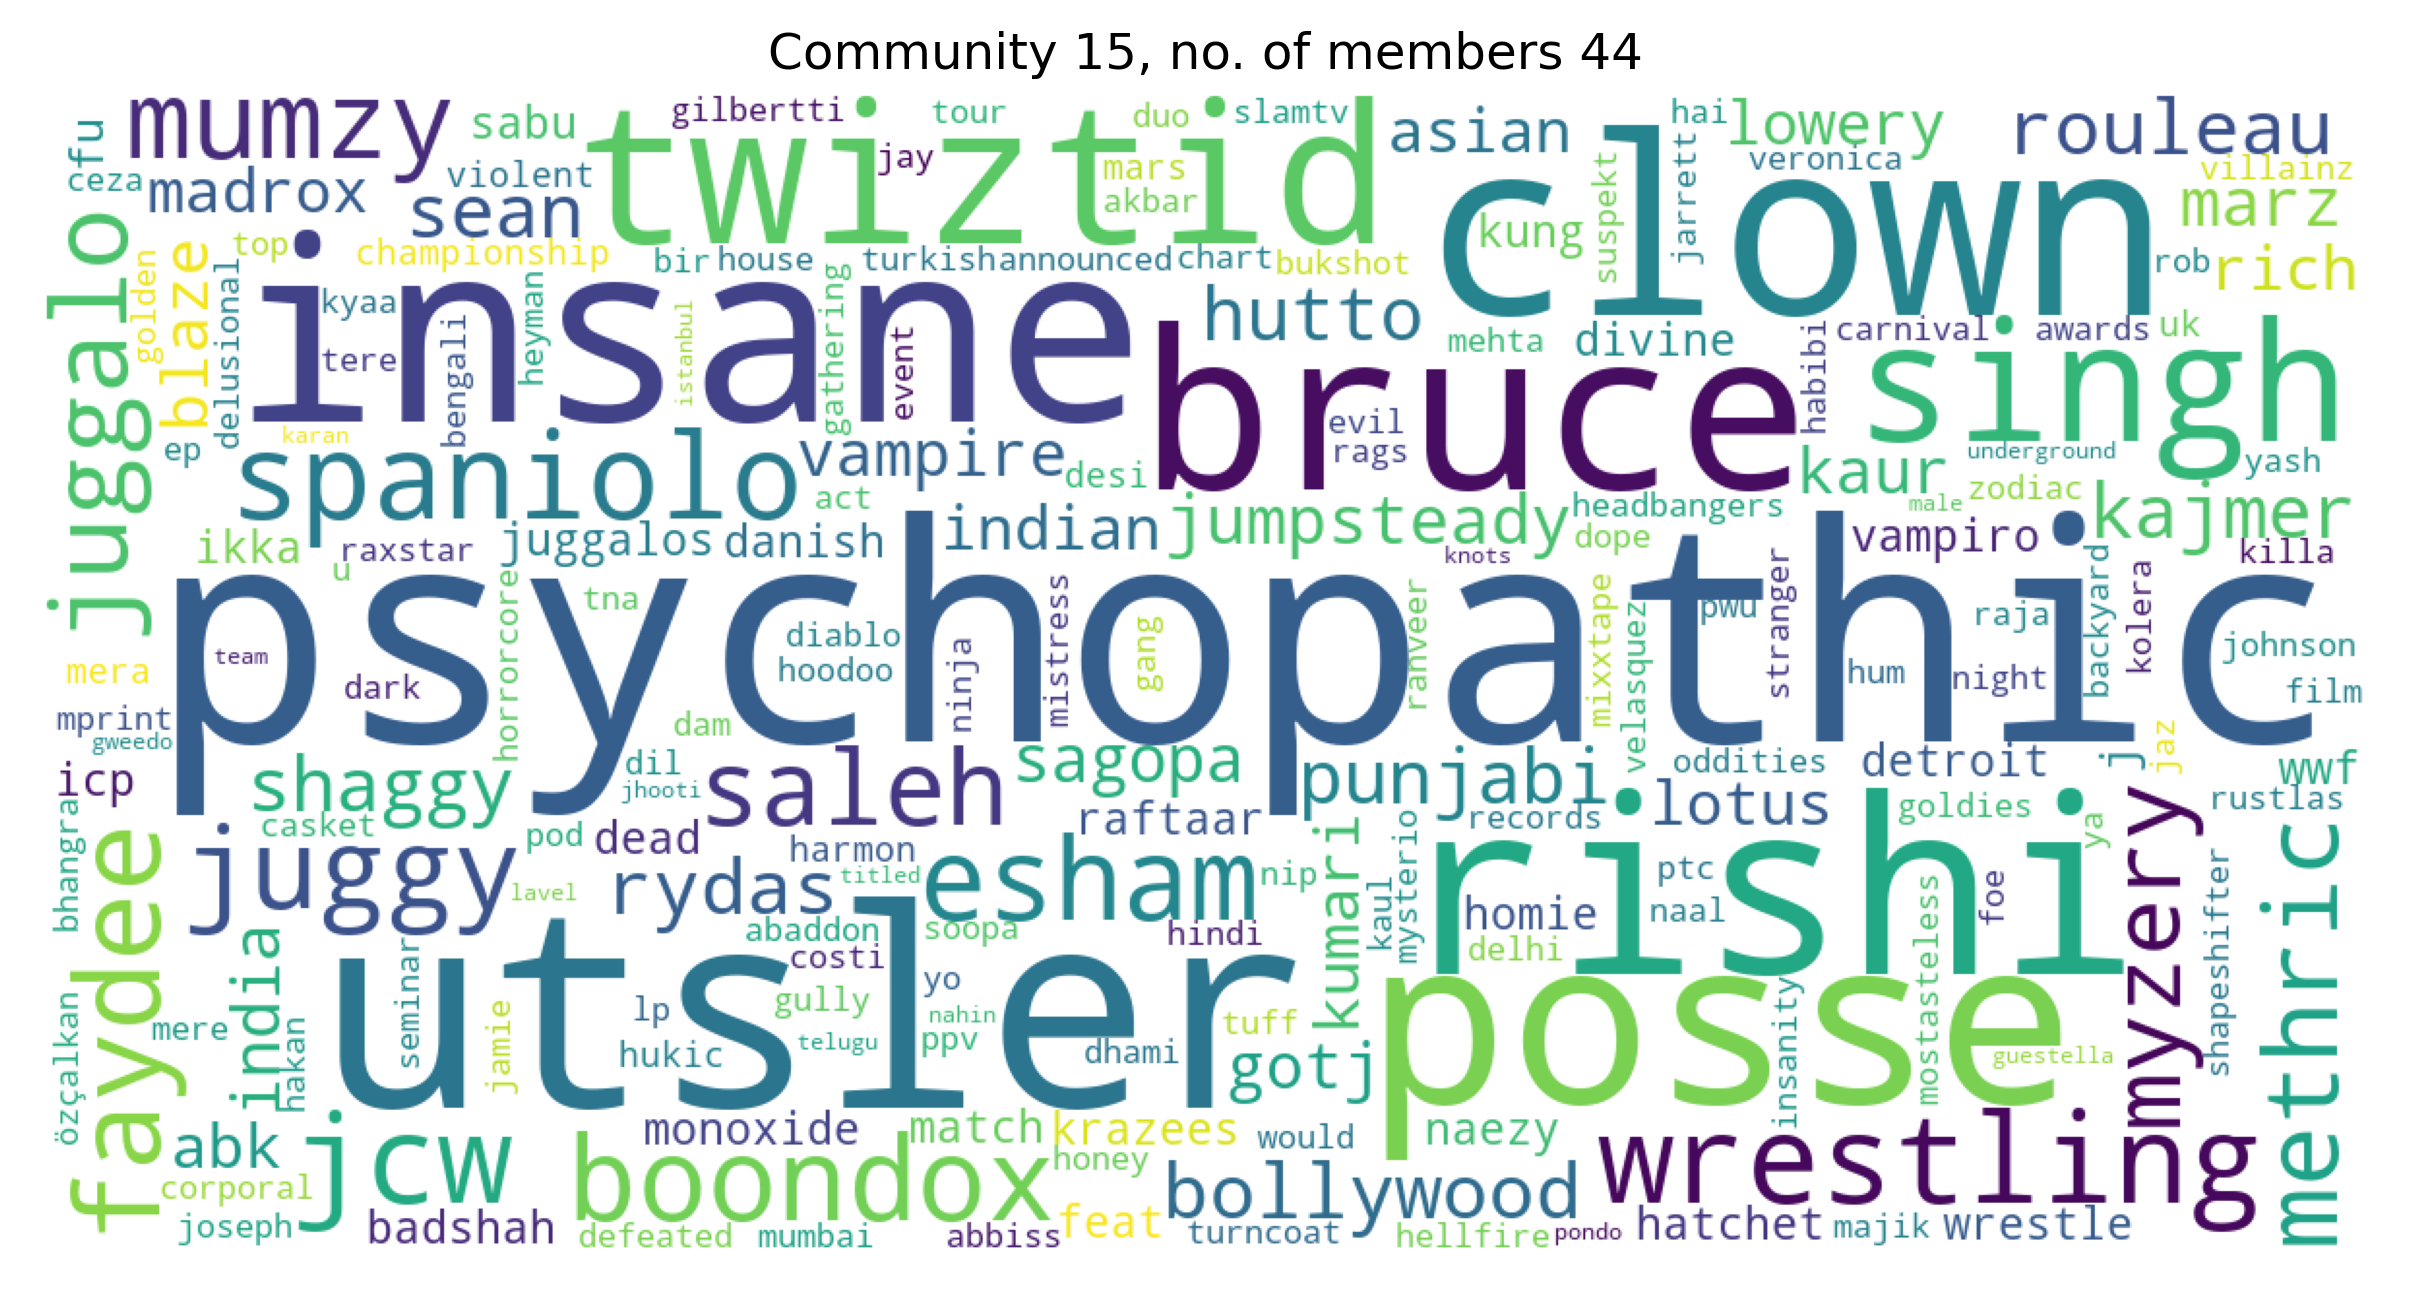 Community 15, no. of members 44
mumzy
sabu
gilbertti
tour
duo
slamtv
asian
hai
lowery
rouleau
cfu
ceza
madrox
violent
sean
twiztid
jay
mars
akbar
clown
kung
suspekt
jarrett
veronica
villainz
marz
juggalo
golden
blaze
top
championship
bir
house
turkish
announced
chart
bukshot
rob
rich
delusional
insane
kyaa
tere
bengali
heyman
istanbul
gathering
event
hutto
mehta
divine
habibi
carnival
awards
uk
singh
karan
ep
spaniolo
vampire
desi
act
bruce
evil
rags
kaur
underground
yash
zodiac
male
kajmer
ikka
raxstar
u
juggalos
danish
indian
jumpsteady
headbangers
dope
knots
vampiro
killa
psychopathic
team
mera
dark
horrorcore
tna
diablo
hoodoo
ninja
mistress
gang
ranveer
mixxtape
velasquez
pwu
stranger
hum
night
raja
backyard
kolera
johnson
film
mprint
gweedo
dam
icp
shaggy
dil
jhooti
saleh
sagopa
punjabi
oddities
detroit
j
jaz
wwf
bhangra
casket
pod
dead
raftaar
records
lotus
goldies
rustlas
faydee
juggy
lavel
harmon
rydas
titled
esham
nip
kumari
kaul
mysterio
rishi
homie
ptc
naal
delhi
mostasteless
foe
ya
myzery
shapeshifter
methric
india
özçalkan
mere
hakan
seminar
utsler
jamie
abaddon
costi
soopa
hindi
yo
lp
gully
nahin
hukic
telugu
ppv
dhami
tuff
gotj
posse
insanity
guestella
abk
corporal
joseph
jcw
badshah
boondox
monoxide
match
krazees
honey
would
naezy
bollywood
wrestling
defeated
mumbai
abbiss
feat
turncoat
hellfire
pondo
hatchet
majik
wrestle